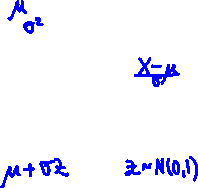 μ
σ²
X-μ
σ
μ+σz z~N(0,1)